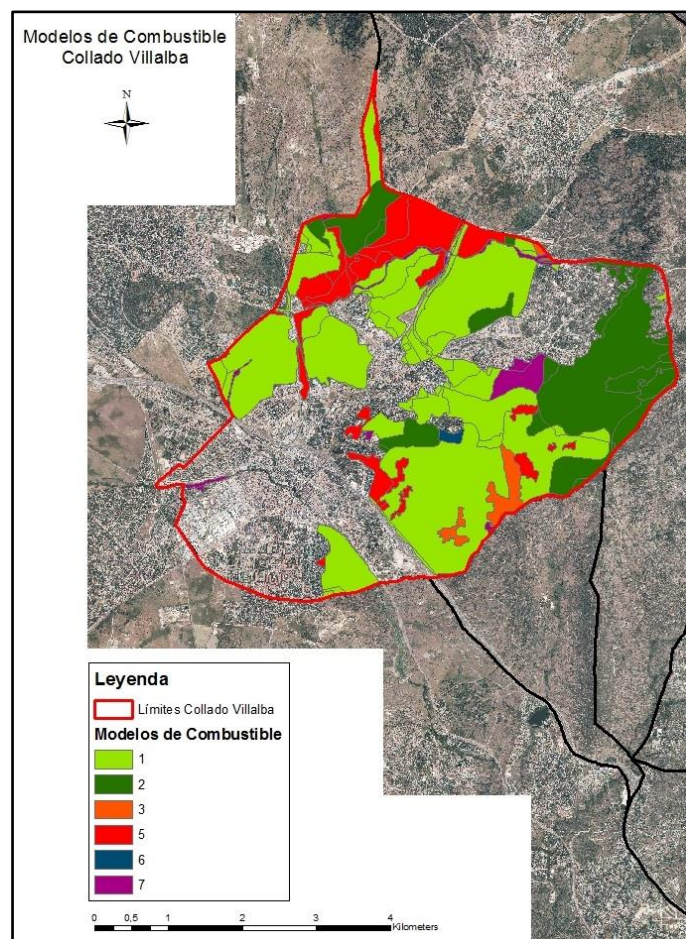 Modelos de Combustible
Collado Villalba
N
Leyenda
Límites Collado Villalba
Modelos de Combustible
1
2
3
5
6
7
0 0,5 1 2 3 4
Kilometers